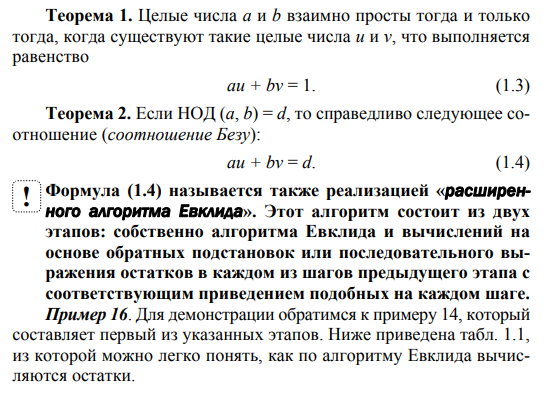 Теорема 1. Целые числа a и b взаимно просты тогда и только
тогда, когда существуют такие целые числа u и v, что выполняется
равенство
au + bv = 1. (1.3)
Теорема 2. Если НОД (a, b) = d, то справедливо следующее со-
отношение (соотношение Безу):
au + bv = d. (1.4)
! Формула (1.4) называется также реализацией «расширен-
ного алгоритма Евклида». Этот алгоритм состоит из двух
этапов: собственно алгоритма Евклида и вычислений на
основе обратных подстановок или последовательного вы-
ражения остатков в каждом из шагов предыдущего этапа с
соответствующим приведением подобных на каждом шаге.
Пример 16. Для демонстрации обратимся к примеру 14, который
составляет первый из указанных этапов. Ниже приведена табл. 1.1,
из которой можно легко понять, как по алгоритму Евклида вычис-
ляются остатки.